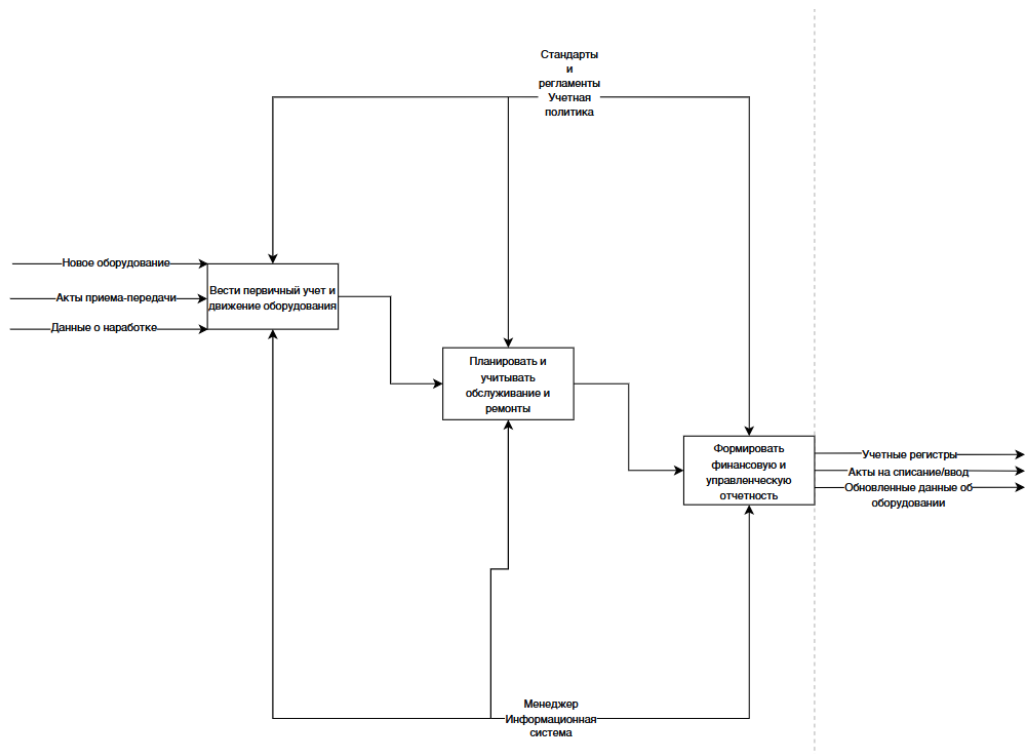 Стандарты
и
регламенты
Учетная
политика
Новое оборудование
Акты приема-передачи
Данные о наработке
Вести первичный учет и
движение оборудования
Планировать и
учитывать
обслуживание и
ремонты
Формировать
финансовую и
управленческую
отчетность
Учетные регистры
Акты на списание/ввод
Обновленные данные об
оборудовании
Менеджер
Информационная
система